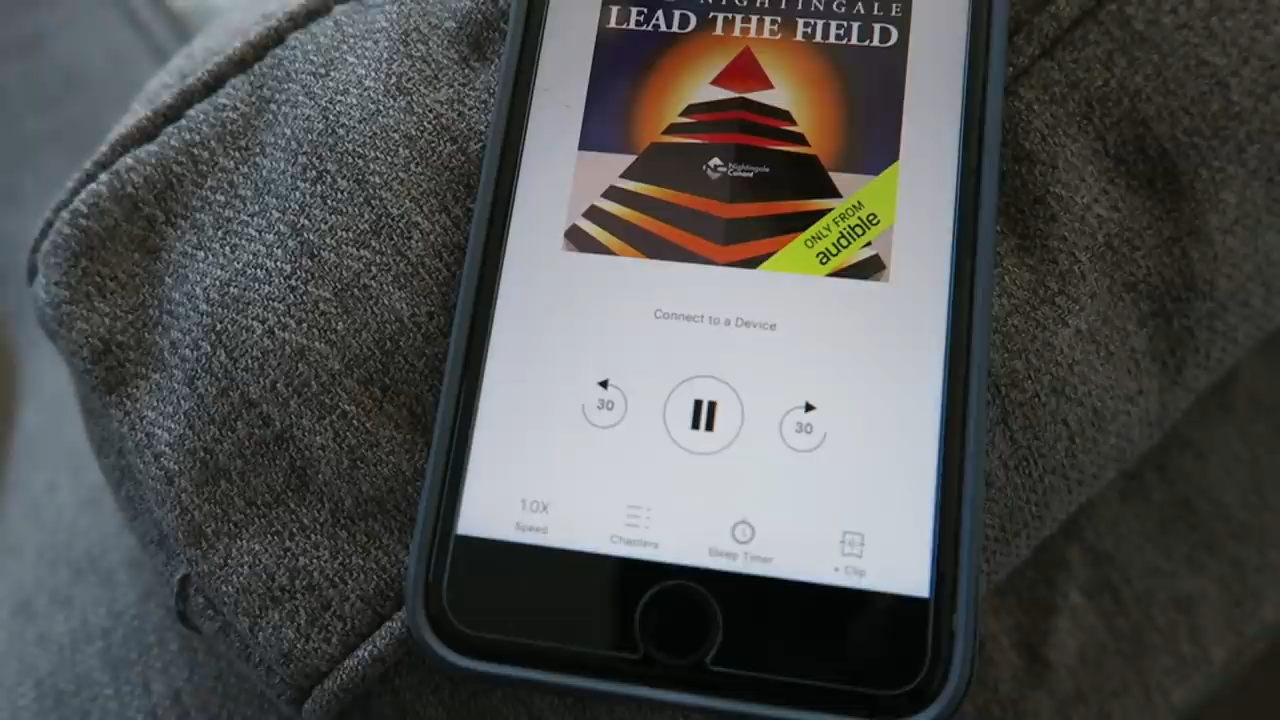 NIGHTINGALE
LEAD THE FIELD
Nightingale
Conant
ONLY FROM
audible
Connect to a Device
30
30
1.0X
Speed
Chapters
Sleep Timer
+ Clip